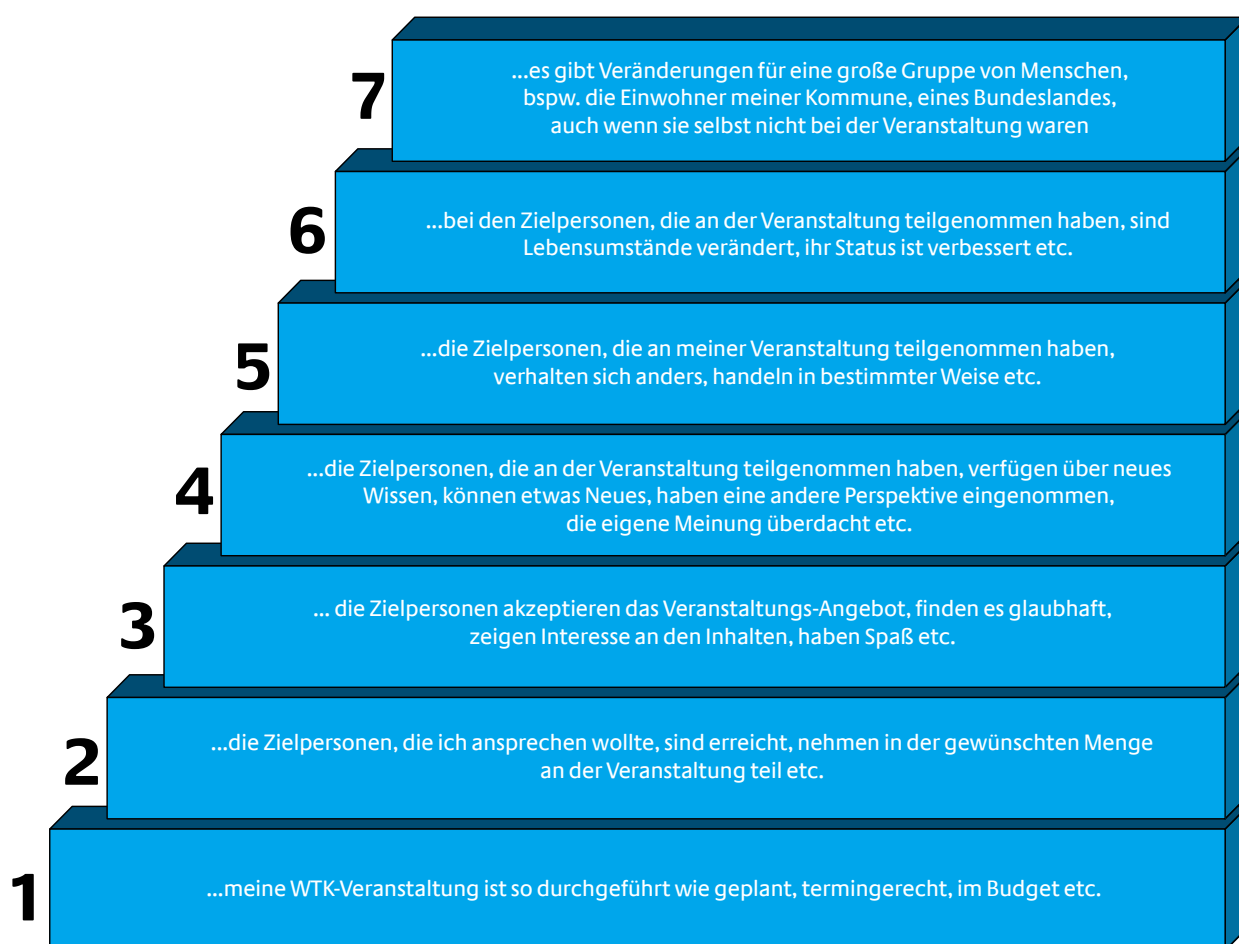 7
...es gibt Veränderungen für eine große Gruppe von Menschen,
bspw. die Einwohner meiner Kommune, eines Bundeslandes,
auch wenn sie selbst nicht bei der Veranstaltung waren
6
...bei den Zielpersonen, die an der Veranstaltung teilgenommen haben, sind
Lebensumstände verändert, ihr Status ist verbessert etc.
5
...die Zielpersonen, die an meiner Veranstaltung teilgenommen haben,
verhalten sich anders, handeln in bestimmter Weise etc.
4
...die Zielpersonen, die an der Veranstaltung teilgenommen haben, verfügen über neues
Wissen, können etwas Neues, haben eine andere Perspektive eingenommen,
die eigene Meinung überdacht etc.
3
... die Zielpersonen akzeptieren das Veranstaltungs-Angebot, finden es glaubhaft,
zeigen Interesse an den Inhalten, haben Spaß etc.
2
...die Zielpersonen, die ich ansprechen wollte, sind erreicht, nehmen in der gewünschten Menge
an der Veranstaltung teil etc.
1
...meine WTK-Veranstaltung ist so durchgeführt wie geplant, termingerecht, im Budget etc.